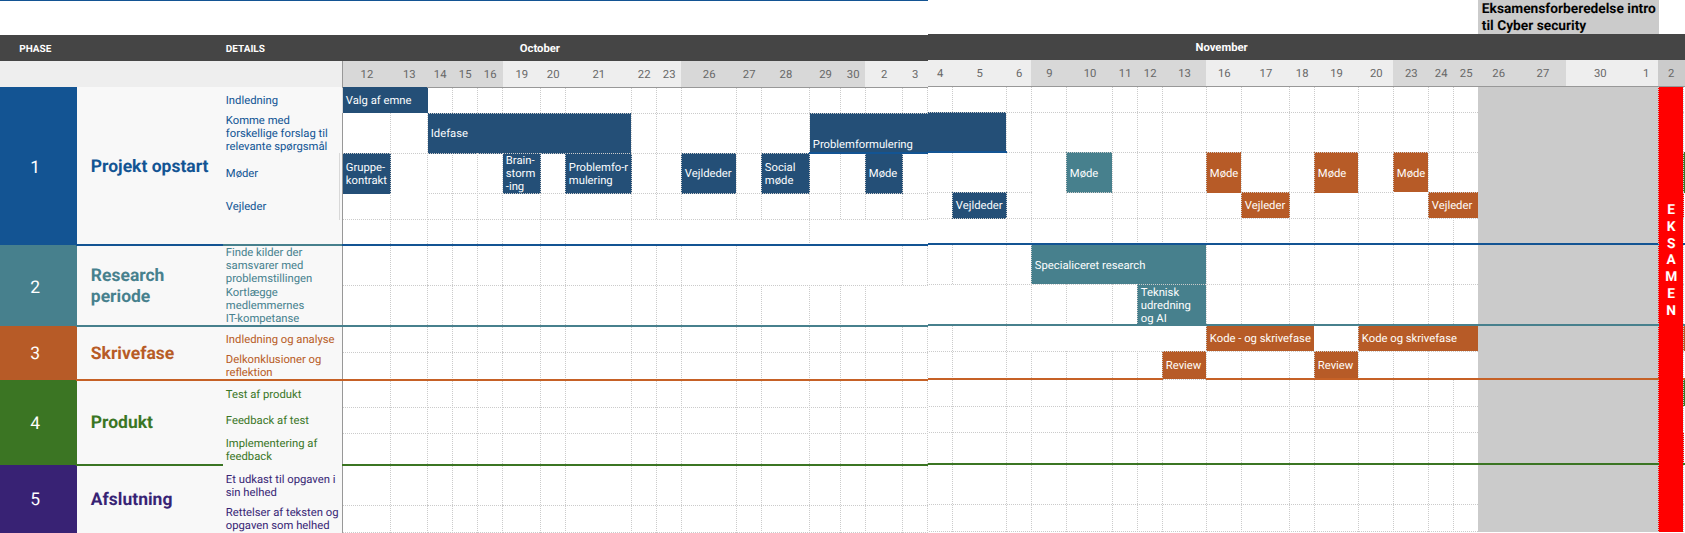 Eksamensforberedelse intro
til Cyber security
PHASE DETAILS October November
12 13 14 15 16 19 20 21 22 23 26 27 28 29 30 2 3 4 5 6 9 10 11 12 13 16 17 18 19 20 23 24 25 26 27 30 1 2
1
Projekt opstart
Indledning
Valg af emne
Komme med
forskellige forslag til
relevante spørgsmål
Idefase
Problemformulering
Møder
Gruppe-
kontrakt
Brain-
storm
-ing
Problemfo-r
mulering
Vejldeder
Social
møde
Møde
Møde
Møde
Møde
Møde
Vejleder
Vejldeder
Vejleder
Vejleder
2
Research
periode
Finde kilder der
samsvarer med
problemstillingen
Specialiceret research
Kortlægge
medlemmernes
IT-kompetanse
Teknisk
udredning
og AI
3
Skrivefase
Indledning og analyse
Kode - og skrivefase
Kode og skrivefase
Delkonklusioner og
reflektion
Review
Review
4
Produkt
Test af produkt
Feedback af test
Implementering af
feedback
5
Afslutning
Et udkast til opgaven i
sin helhed
Rettelser af teksten og
opgaven som helhed
E
K
S
A
M
E
N